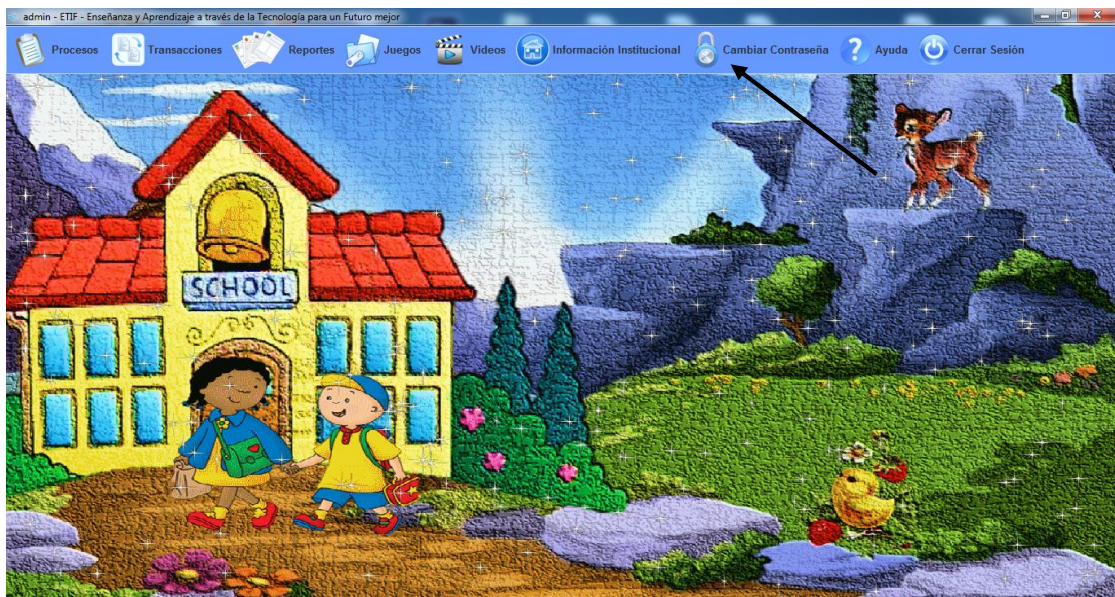 admin - ETIF - Enseñanza y Aprendizaje a través de la Tecnología para un Futuro mejor
Procesos Transacciones Reportes Juegos Videos Información Institucional Cambiar Contraseña Ayuda Cerrar Sesión
SCHOOL